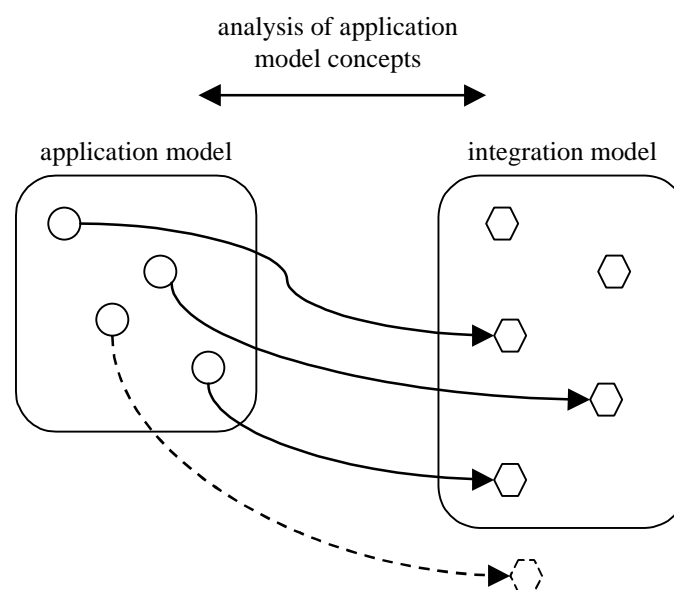 analysis of application
model concepts
application model
integration model